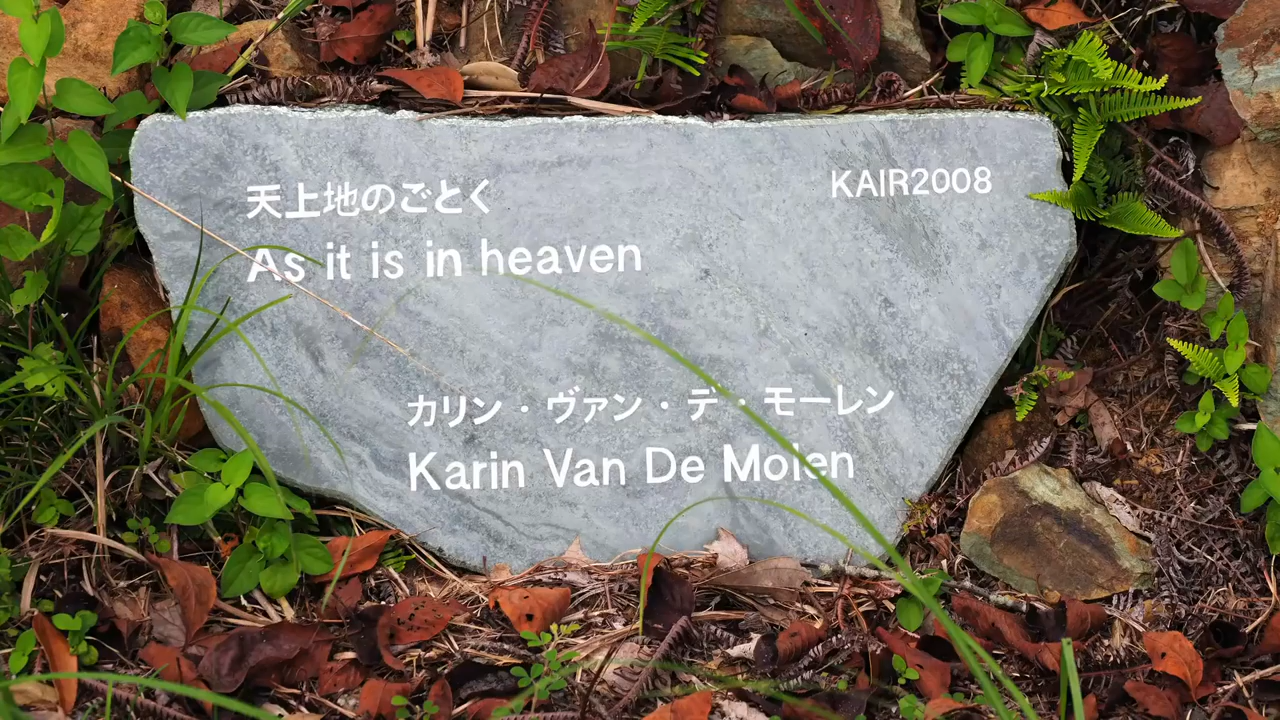 天上地のごとく
KAIR2008
As it is in heaven
カリン・ヴァン・デ・モーレン
Karin Van De Molen